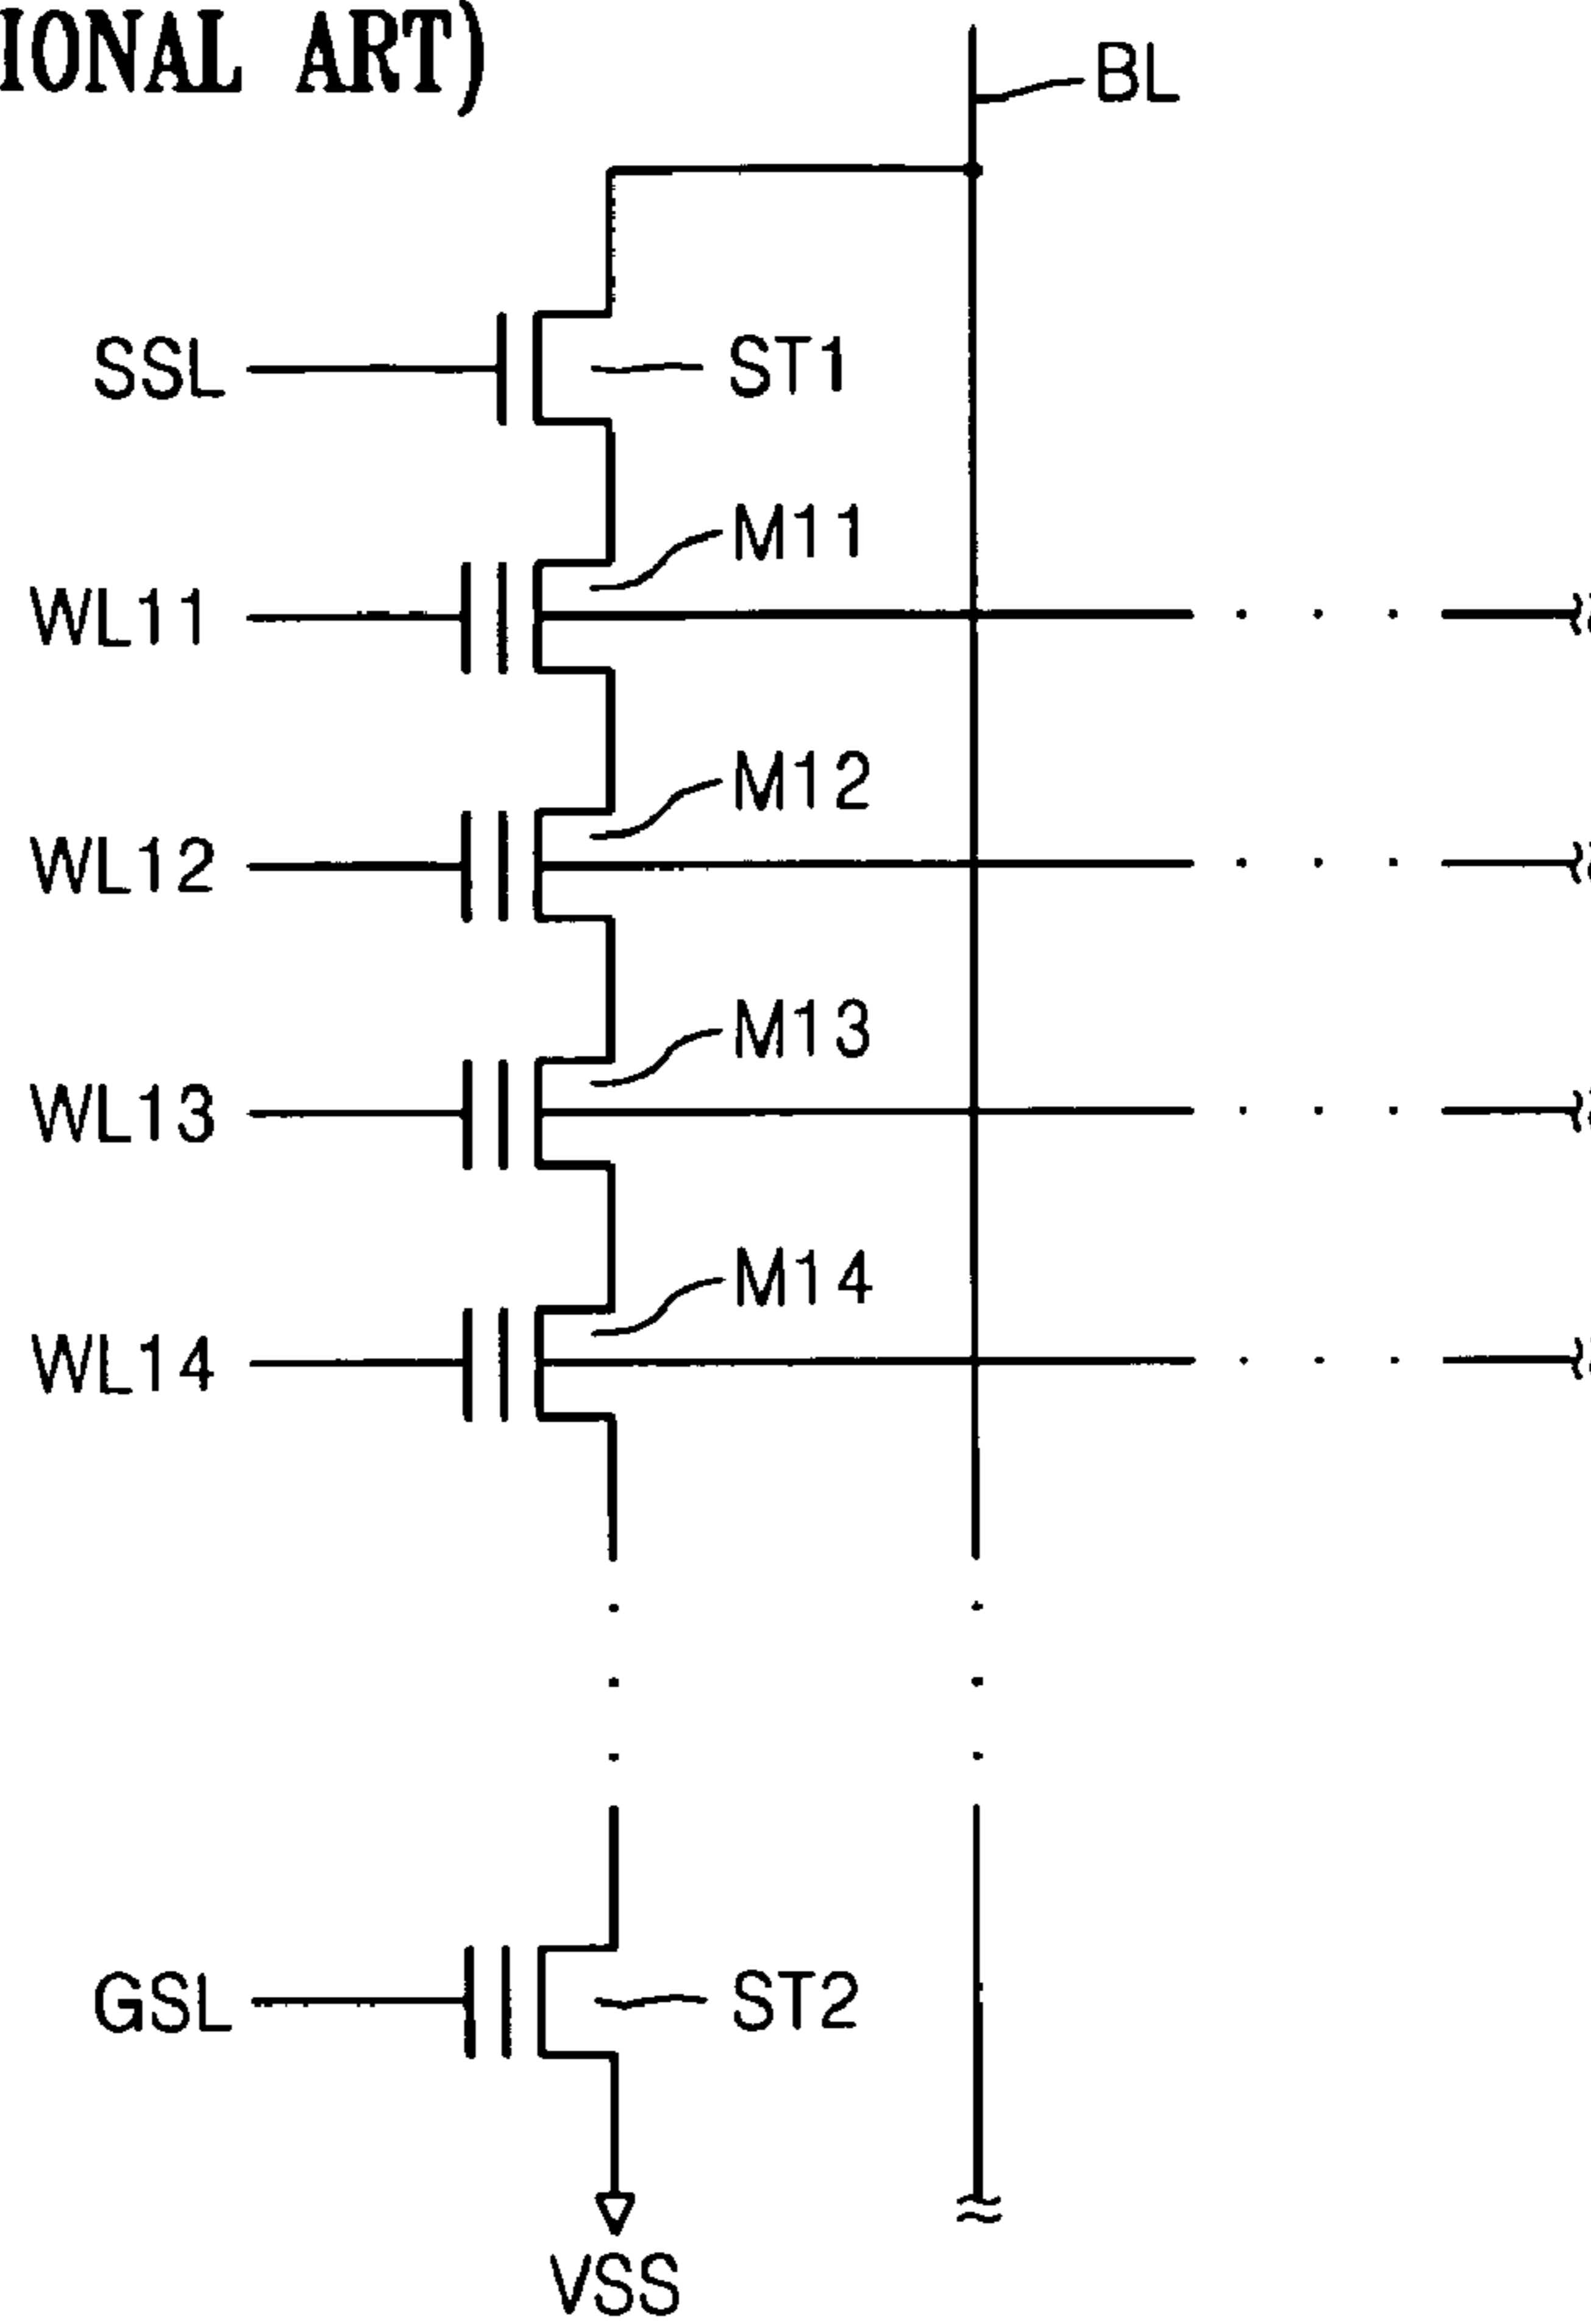 IONAL ART)
BL
SSL
ST1
M11
WL11
M12
WL12
M13
WL13
M14
WL14
GSL
ST2
VSS